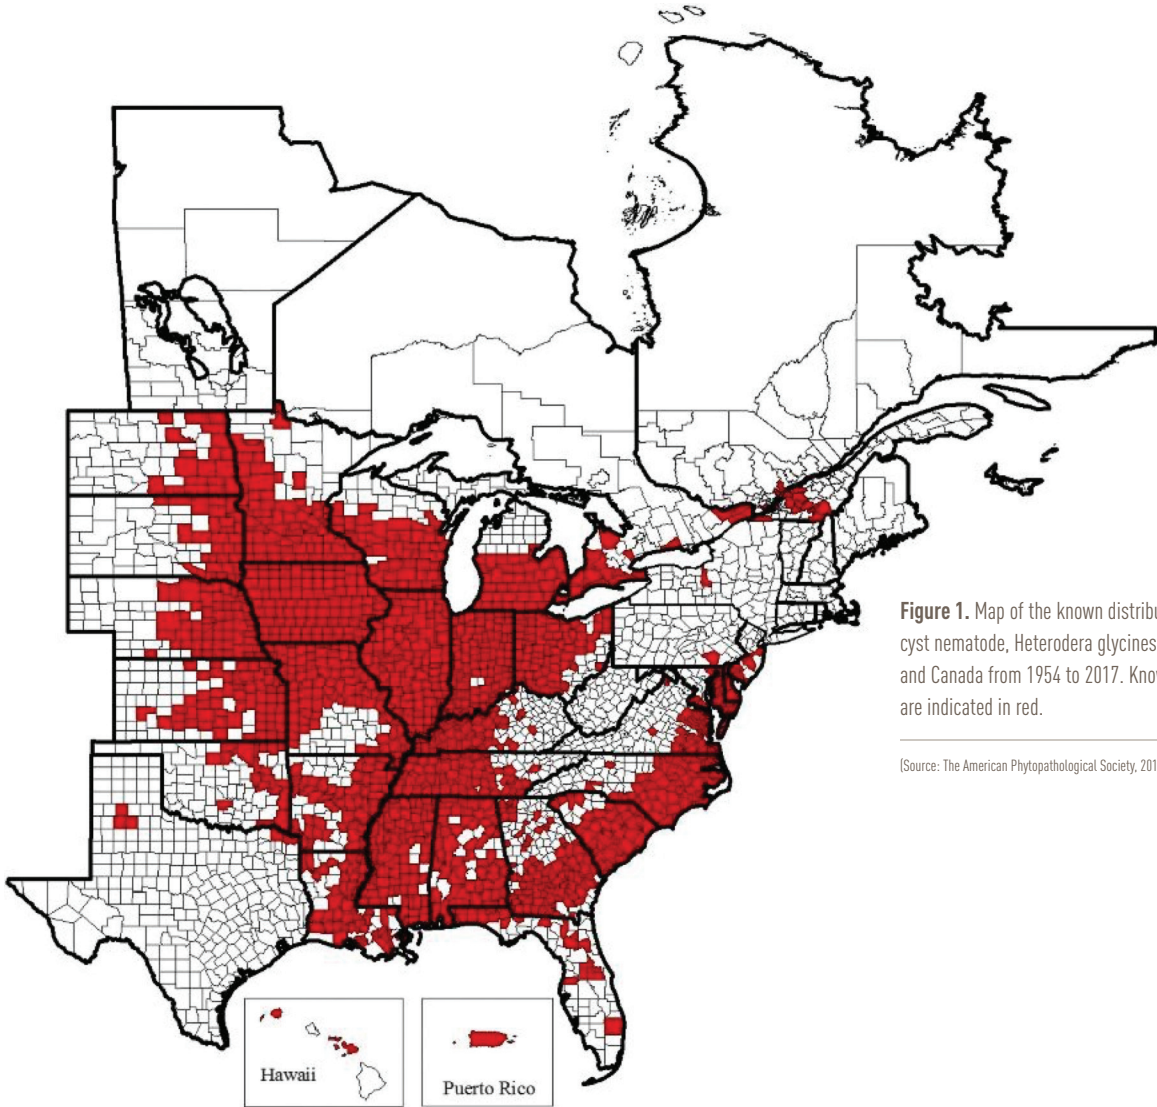 Figure 1. Map of the known distribu
cyst nematode, Heterodera glycines
and Canada from 1954 to 2017. Know
are indicated in red.
(Source: The American Phytopathological Society, 201
Hawaii
Puerto Rico